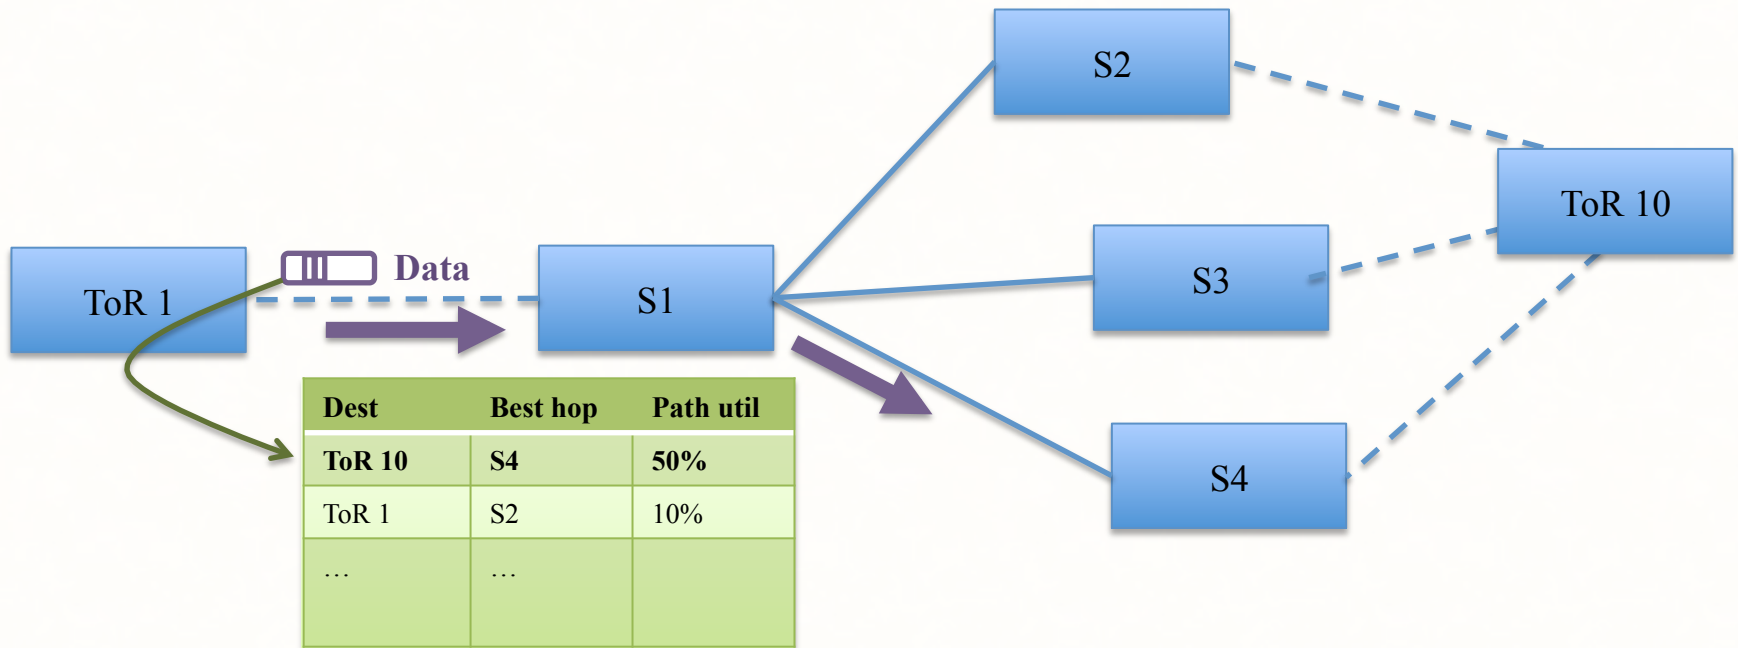 S2
ToR 10
Data
ToR 1
S1
S3
S4
Dest Best hop Path util
ToR 10 S4 50%
ToR 1 S2 10%
… …